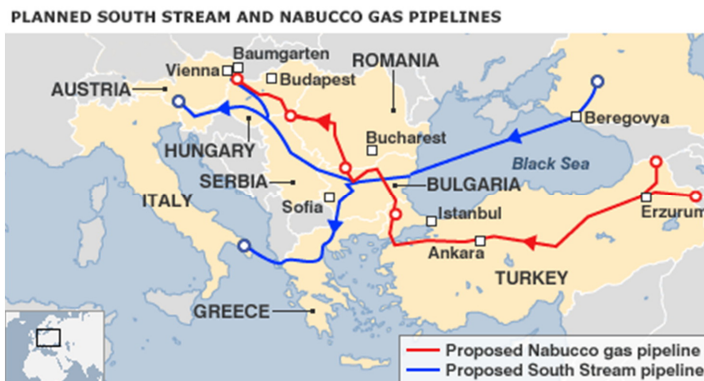 PLANNED SOUTH STREAM AND NABUCCO GAS PIPELINES
Baumgarten
Vienna
ROMANIA
Budapest
AUSTRIA
Beregovya
Bucharest
HUNGARY
Black Sea
SERBIA
BULGARIA
ITALY
Sofia
Istanbul
Erzurum
Ankara
TURKEY
GREECE
Proposed Nabucco gas pipeline
Proposed South Stream pipeline